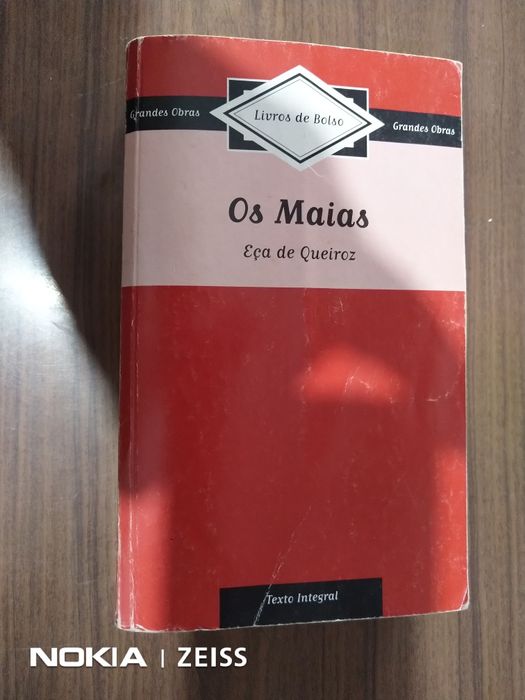 Grandes Obras
Livros de Bolso
Grandes Obras
Os Maias
Eça de Queiroz
Texto Integral
NOKIA | ZEISS